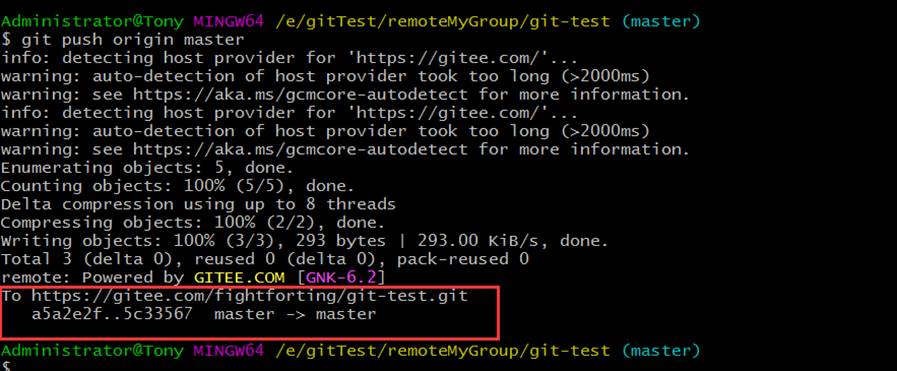 Administrator@Tony MINGW64 /e/gitTest/remoteMyGroup/git-test (master)
$ git push origin master
info: detecting host provider for 'https://gitee.com/'...
warning: auto-detection of host provider took too long (>2000ms)
warning: see https://aka.ms/gcmcore-autodetect for more information.
info: detecting host provider for 'https://gitee.com/'...
warning: auto-detection of host provider took too long (>2000ms)
warning: see https://aka.ms/gcmcore-autodetect for more information.
Enumerating objects: 5, done.
Counting objects: 100% (5/5), done.
Delta compression using up to 8 threads
Compressing objects: 100% (2/2), done.
Writing objects: 100% (3/3), 293 bytes | 293.00 KiB/s, done.
Total 3 (delta 0), reused 0 (delta 0), pack-reused 0
remote: Powered by GITEE.COM [GNK-6.2]
To https://gitee.com/fightforting/git-test.git
   a5a2e2f..5c33567  master -> master
Administrator@Tony MINGW64 /e/gitTest/remoteMyGroup/git-test (master)
$